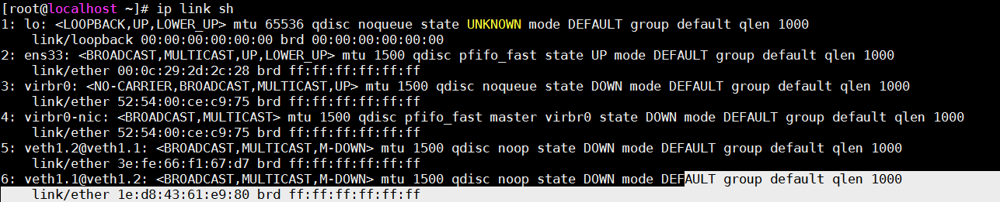 [root@localhost ~]# ip link sh
1: lo: <LOOPBACK,UP,LOWER_UP> mtu 65536 qdisc noqueue state UNKNOWN mode DEFAULT group default qlen 1000
    link/loopback 00:00:00:00:00:00 brd 00:00:00:00:00:00
2: ens33: <BROADCAST,MULTICAST,UP,LOWER_UP> mtu 1500 qdisc pfifo_fast state UP mode DEFAULT group default qlen 1000
    link/ether 00:0c:29:2d:2c:28 brd ff:ff:ff:ff:ff:ff
3: virbr0: <NO-CARRIER,BROADCAST,MULTICAST,UP> mtu 1500 qdisc noqueue state DOWN mode DEFAULT group default qlen 1000
    link/ether 52:54:00:ce:c9:75 brd ff:ff:ff:ff:ff:ff
4: virbr0-nic: <BROADCAST,MULTICAST> mtu 1500 qdisc pfifo_fast master virbr0 state DOWN mode DEFAULT group default qlen 1000
    link/ether 52:54:00:ce:c9:75 brd ff:ff:ff:ff:ff:ff
5: veth1.2@veth1.1: <BROADCAST,MULTICAST,M-DOWN> mtu 1500 qdisc noop state DOWN mode DEFAULT group default qlen 1000
    link/ether 3e:fe:66:f1:67:d7 brd ff:ff:ff:ff:ff:ff
6: veth1.1@veth1.2: <BROADCAST,MULTICAST,M-DOWN> mtu 1500 qdisc noop state DOWN mode DEFAULT group default qlen 1000
    link/ether 1e:d8:43:61:e9:80 brd ff:ff:ff:ff:ff:ff